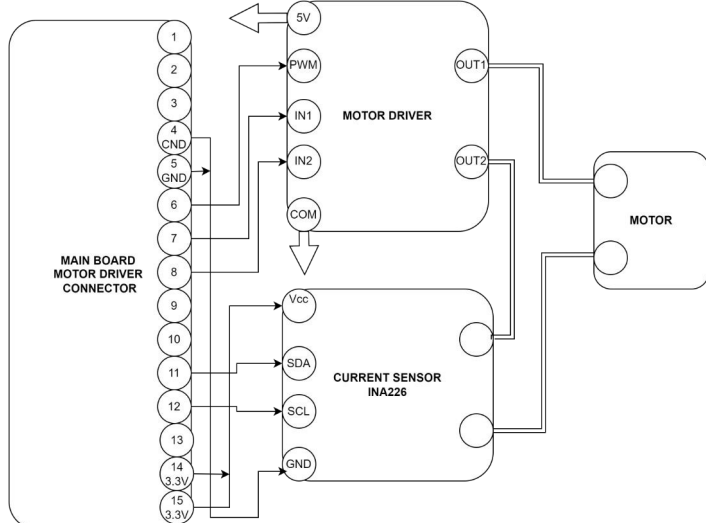 1
2
3
4
CND
5
GND
6
7
8
9
10
11
12
13
14
3.3V
15
3.3V
MAIN BOARD
MOTOR DRIVER
CONNECTOR
5V
PWM
IN1
IN2
COM
MOTOR DRIVER
OUT1
OUT2
MOTOR
Vcc
SDA
SCL
GND
CURRENT SENSOR
INA226